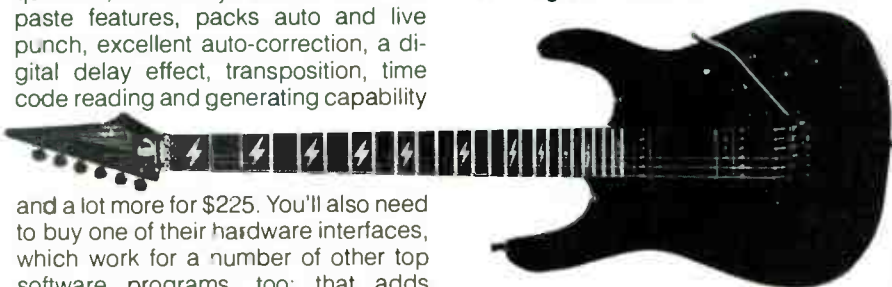 paste features, packs auto and live
punch, excellent auto-correction, a di-
gital delay effect, transposition, time
code reading and generating capability
and a lot more for $225. You'll also need
to buy one of their hardware interfaces,
which work for a number of other top
software programs, too; that adds